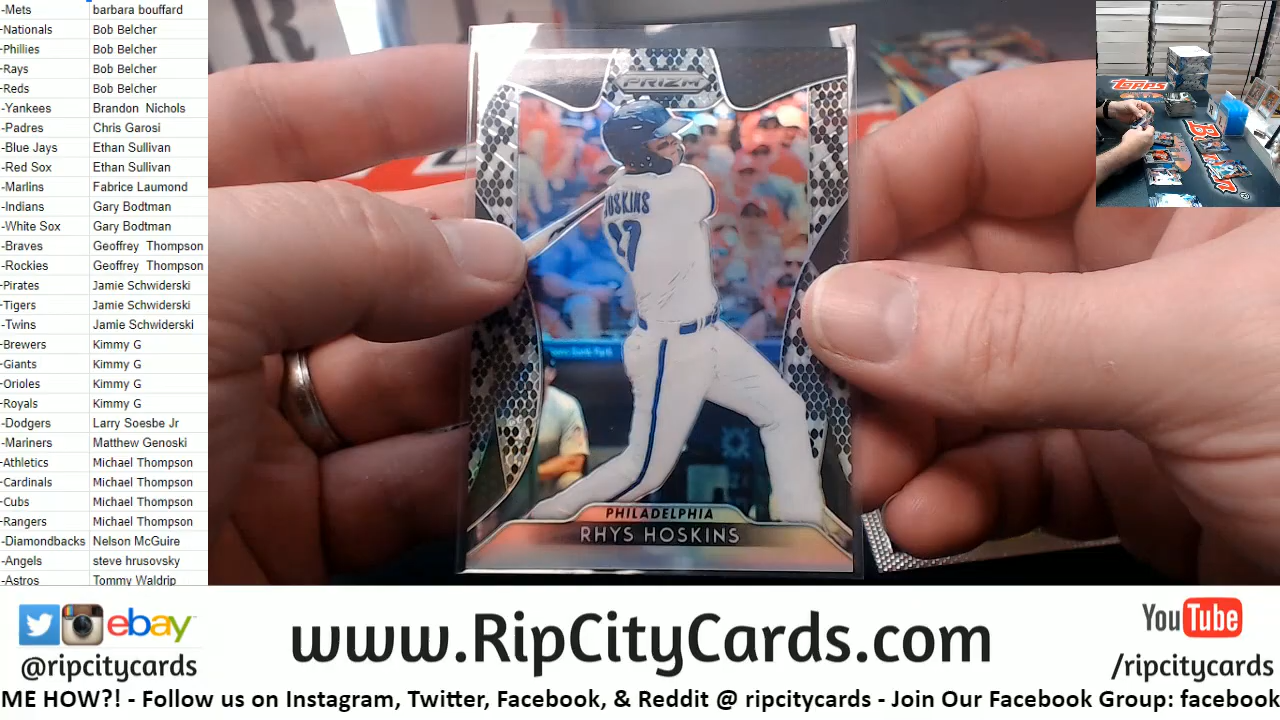 -Mets barbara bouffard
-Nationals Bob Belcher
-Phillies Bob Belcher
-Rays Bob Belcher
-Reds Bob Belcher
-Yankees Brandon Nichols
-Padres Chris Garosi
-Blue Jays Ethan Sullivan
-Red Sox Ethan Sullivan
-Marlins Fabrice Laumond
-Indians Gary Bodtman
-White Sox Gary Bodtman
-Braves Geoffrey Thompson
-Rockies Geoffrey Thompson
-Pirates Jamie Schwiderski
-Tigers Jamie Schwiderski
-Twins Jamie Schwiderski
-Brewers Kimmy G
-Giants Kimmy G
-Orioles Kimmy G
-Royals Kimmy G
-Dodgers Larry Soesbe Jr
-Mariners Matthew Genoski
-Athletics Michael Thompson
-Cardinals Michael Thompson
-Cubs Michael Thompson
-Rangers Michael Thompson
-Diamondbacks Nelson McGuire
-Angels steve hrusovsky
-Astros Tommy Waldrip
PRIZM
HOSKINS
17
PHILADELPHIA
RHYS HOSKINS
TOPPS
ebay
@ripcitycards
www.RipCityCards.com
YouTube
/ripcitycards
ME HOW?! - Follow us on Instagram, Twitter, Facebook, & Reddit @ ripcitycards - Join Our Facebook Group: facebook